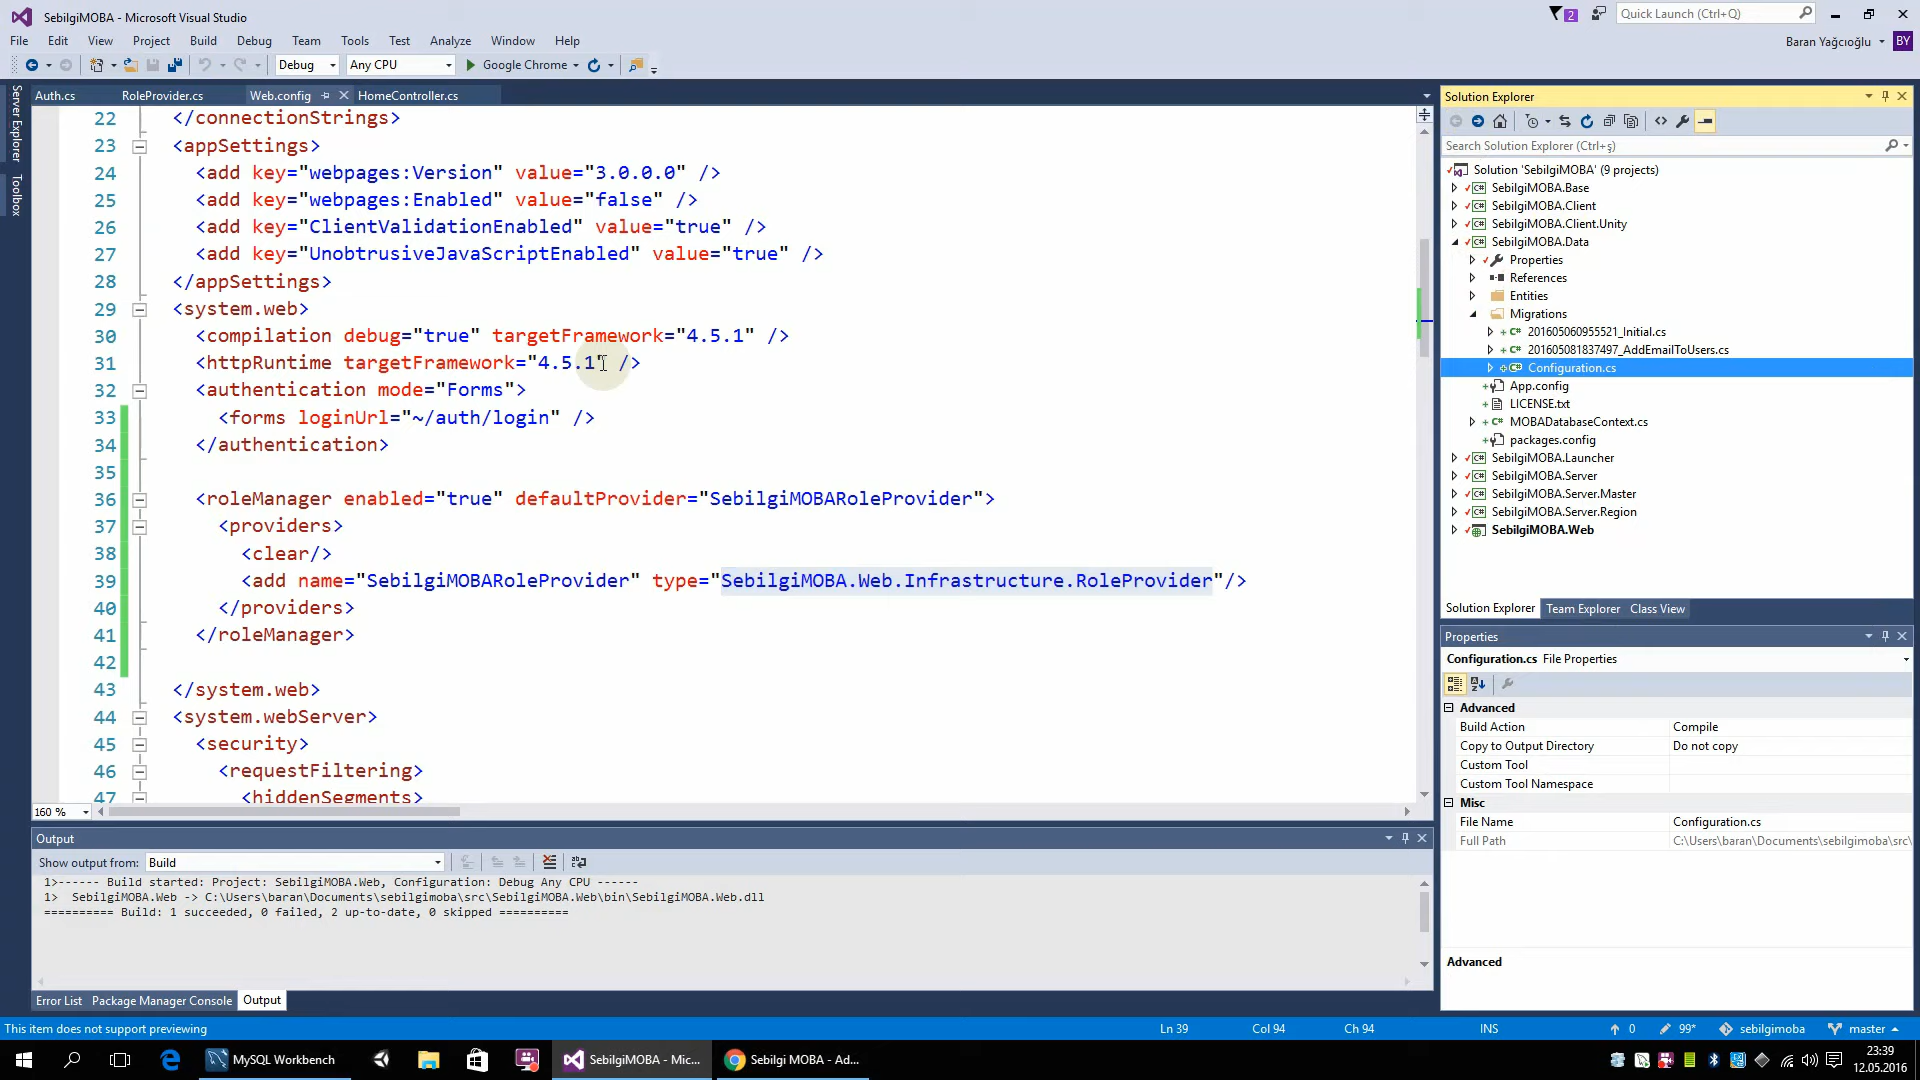 SebilgiMOBA - Microsoft Visual Studio
2
Quick Launch (Ctrl+Q)
File Edit View Project Build Debug Team Tools Test Analyze Window Help
Baran Yağcıoğlu BY
Debug Any CPU Google Chrome
Server Explorer
Toolbox
Auth.cs RoleProvider.cs Web.config HomeController.cs
22 </connectionStrings>
23 <appSettings>
24 <add key="webpages:Version" value="3.0.0.0" />
25 <add key="webpages:Enabled" value="false" />
26 <add key="ClientValidationEnabled" value="true" />
27 <add key="UnobtrusiveJavaScriptEnabled" value="true" />
28 </appSettings>
29 <system.web>
30 <compilation debug="true" targetFramework="4.5.1" />
31 <httpRuntime targetFramework="4.5.1" />
32 <authentication mode="Forms">
33 <forms loginUrl="~/auth/login" />
34 </authentication>
35
36 <roleManager enabled="true" defaultProvider="SebilgiMOBARoleProvider">
37 <providers>
38 <clear/>
39 <add name="SebilgiMOBARoleProvider" type="SebilgiMOBA.Web.Infrastructure.RoleProvider"/>
40 </providers>
41 </roleManager>
42
43 </system.web>
44 <system.webServer>
45 <security>
46 <requestFiltering>
47 <hiddenSegments>
160 %
Output
Show output from: Build
1>------ Build started: Project: SebilgiMOBA.Web, Configuration: Debug Any CPU ------
1> SebilgiMOBA.Web -> C:\Users\baran\Documents\sebilgimoba\src\SebilgiMOBA.Web\bin\SebilgiMOBA.Web.dll
========== Build: 1 succeeded, 0 failed, 2 up-to-date, 0 skipped ==========
Error List Package Manager Console Output
Solution Explorer
Search Solution Explorer (Ctrl+ş)
Solution 'SebilgiMOBA' (9 projects)
SebilgiMOBA.Base
SebilgiMOBA.Client
SebilgiMOBA.Client.Unity
SebilgiMOBA.Data
Properties
References
Entities
Migrations
201605060955521_Initial.cs
201605081837497_AddEmailToUsers.cs
Configuration.cs
App.config
LICENSE.txt
MOBADatabaseContext.cs
packages.config
SebilgiMOBA.Launcher
SebilgiMOBA.Server
SebilgiMOBA.Server.Master
SebilgiMOBA.Server.Region
SebilgiMOBA.Web
Solution Explorer Team Explorer Class View
Properties
Configuration.cs File Properties
Advanced
Build Action Compile
Copy to Output Directory Do not copy
Custom Tool
Custom Tool Namespace
Misc
File Name Configuration.cs
Full Path C:\Users\baran\Documents\sebilgimoba\src\
Advanced
This item does not support previewing Ln 39 Col 94 Ch 94 INS 0 99* sebilgimoba master
MySQL Workbench SebilgiMOBA - Mic... Sebilgi MOBA - Ad...
23:39
12.05.2016